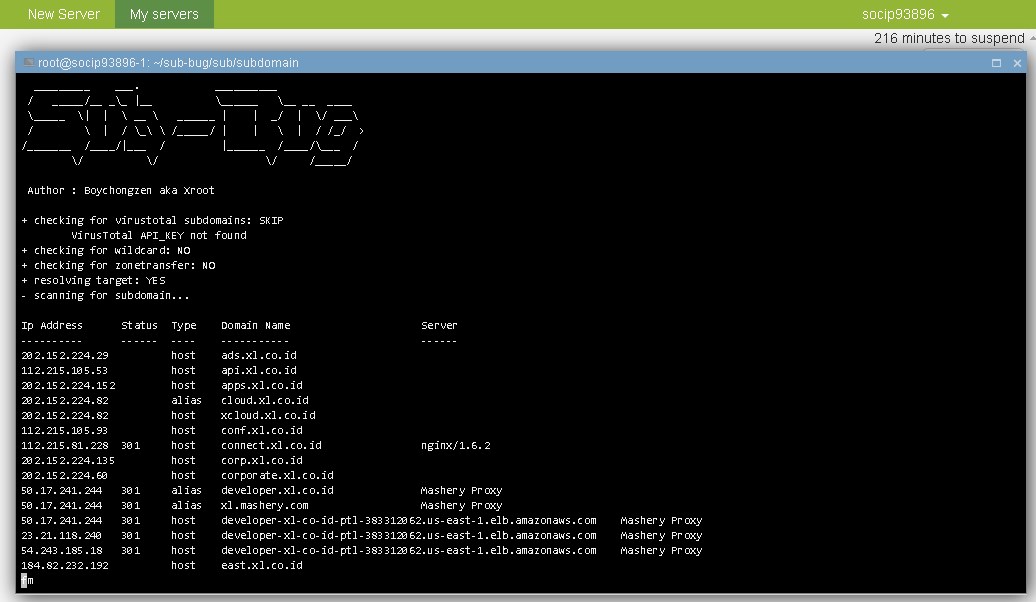 New Server My servers socip93896
216 minutes to suspend
root@socip93896-1: ~/sub-bug/sub/subdomain
Author : Boychongzen aka Xroot
+ checking for virustotal subdomains: SKIP
VirusTotal API_KEY not found
+ checking for wildcard: NO
+ checking for zonetransfer: NO
+ resolving target: YES
- scanning for subdomain...
Ip Address Status Type Domain Name Server
---------- ------ ---- ----------- ------
202.152.224.29 host ads.xl.co.id
112.215.105.53 host api.xl.co.id
202.152.224.152 host apps.xl.co.id
202.152.224.82 alias cloud.xl.co.id
202.152.224.82 host xcloud.xl.co.id
112.215.105.93 host conf.xl.co.id
112.215.81.228 301 host connect.xl.co.id nginx/1.6.2
202.152.224.135 host corp.xl.co.id
202.152.224.60 host corporate.xl.co.id
50.17.241.244 301 alias developer.xl.co.id Mashery Proxy
50.17.241.244 301 alias xl.mashery.com Mashery Proxy
50.17.241.244 301 host developer-xl-co-id-ptl-383312062.us-east-1.elb.amazonaws.com Mashery Proxy
23.21.118.240 301 host developer-xl-co-id-ptl-383312062.us-east-1.elb.amazonaws.com Mashery Proxy
54.243.185.18 301 host developer-xl-co-id-ptl-383312062.us-east-1.elb.amazonaws.com Mashery Proxy
184.82.232.192 host east.xl.co.id
fm